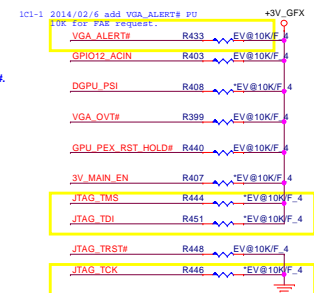 1C1-1 2014/02/6 add VGA_ALERT# PU
10K for FAE request.
+3V_GFX
VGA_ALERT# R433 EV@10K/F_4
GPIO12_ACIN R403 EV@10K/F_4
#.
DGPU_PSI R408 *EV@10K/F_4
VGA_OVT# R399 EV@10K/F_4
GPU_PEX_RST_HOLD# R440 EV@10K/F_4
3V_MAIN_EN R407 *EV@10K/F_4
JTAG_TMS R444 *EV@10K/F_4
JTAG_TDI R451 *EV@10K/F_4
JTAG_TRST# R448 EV@10K/F_4
JTAG_TCK R446 *EV@10K/F_4